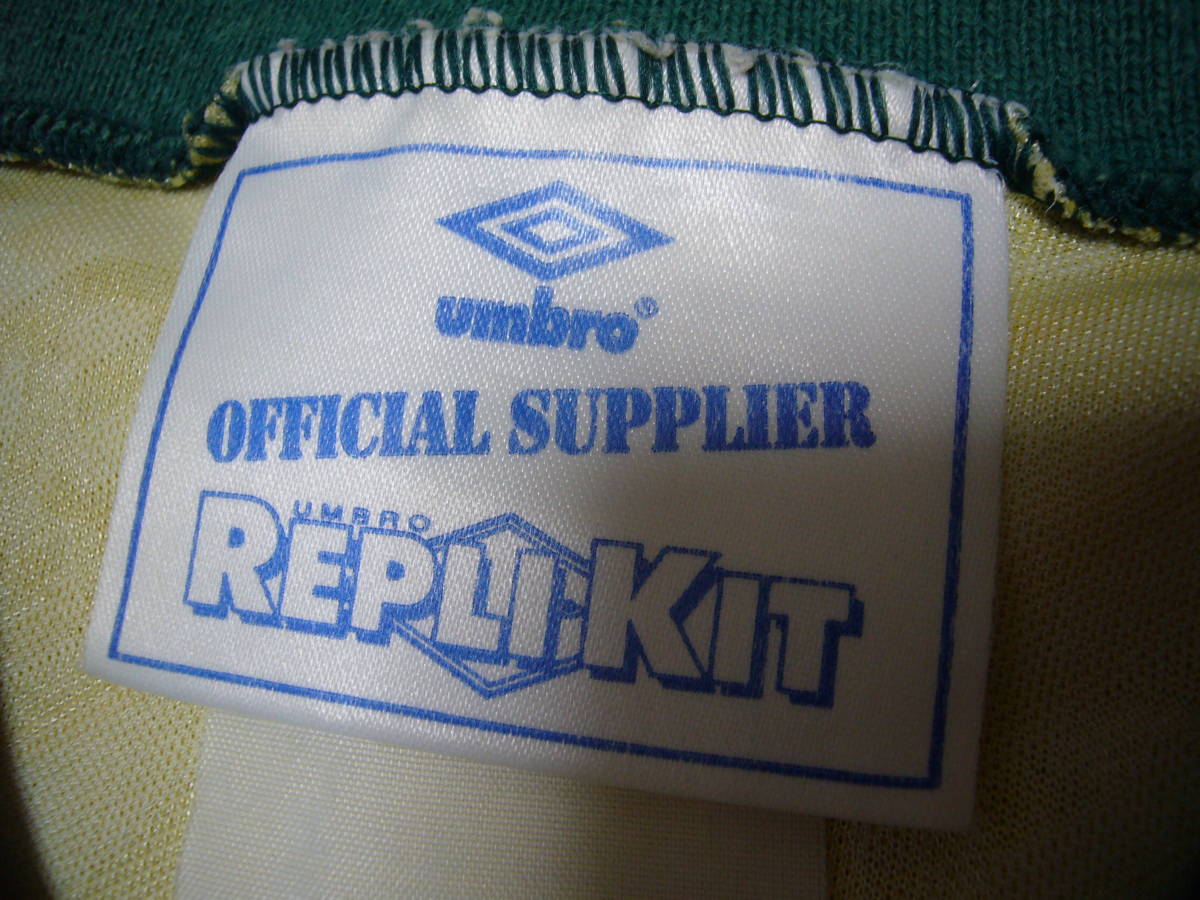 umbro®
OFFICIAL SUPPLIER
UMBRO
REPLI-KIT